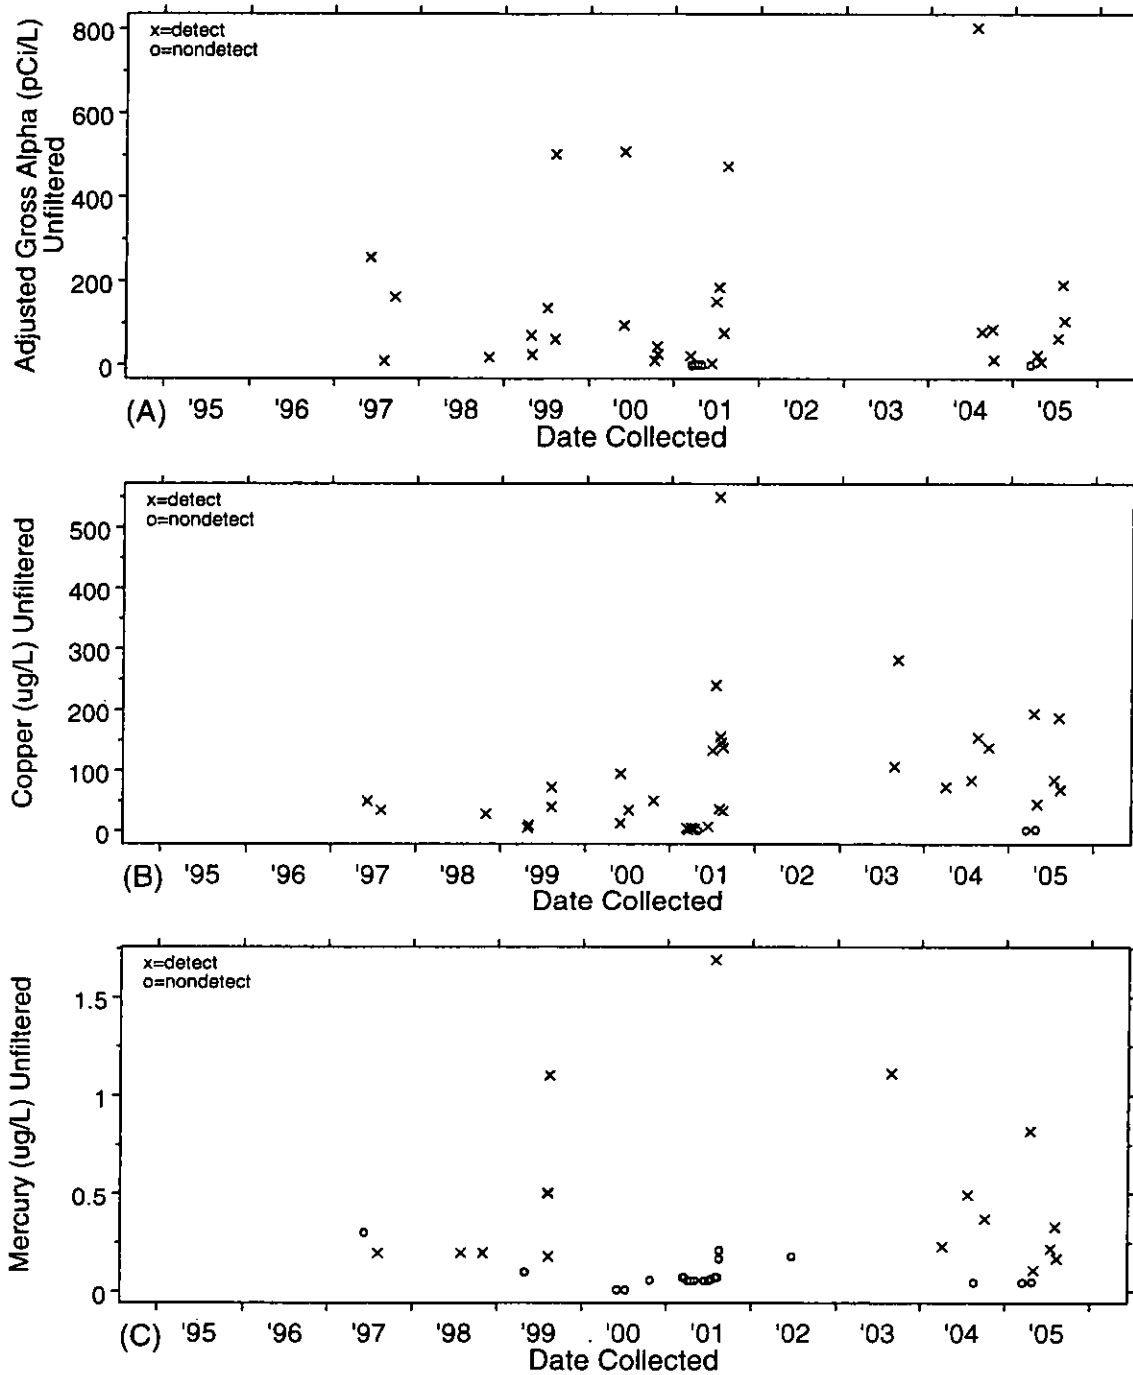 Adjusted Gross Alpha (pCi/L)
Unfiltered
x=detect
o=nondetect
800
600
400
200
0
(A) '95 '96 '97 '98 '99 '00 '01 '02 '03 '04 '05
Date Collected
Copper (ug/L) Unfiltered
x=detect
o=nondetect
500
400
300
200
100
0
(B) '95 '96 '97 '98 '99 '00 '01 '02 '03 '04 '05
Date Collected
Mercury (ug/L) Unfiltered
x=detect
o=nondetect
1.5
1
0.5
0
(C) '95 '96 '97 '98 '99 '00 '01 '02 '03 '04 '05
Date Collected